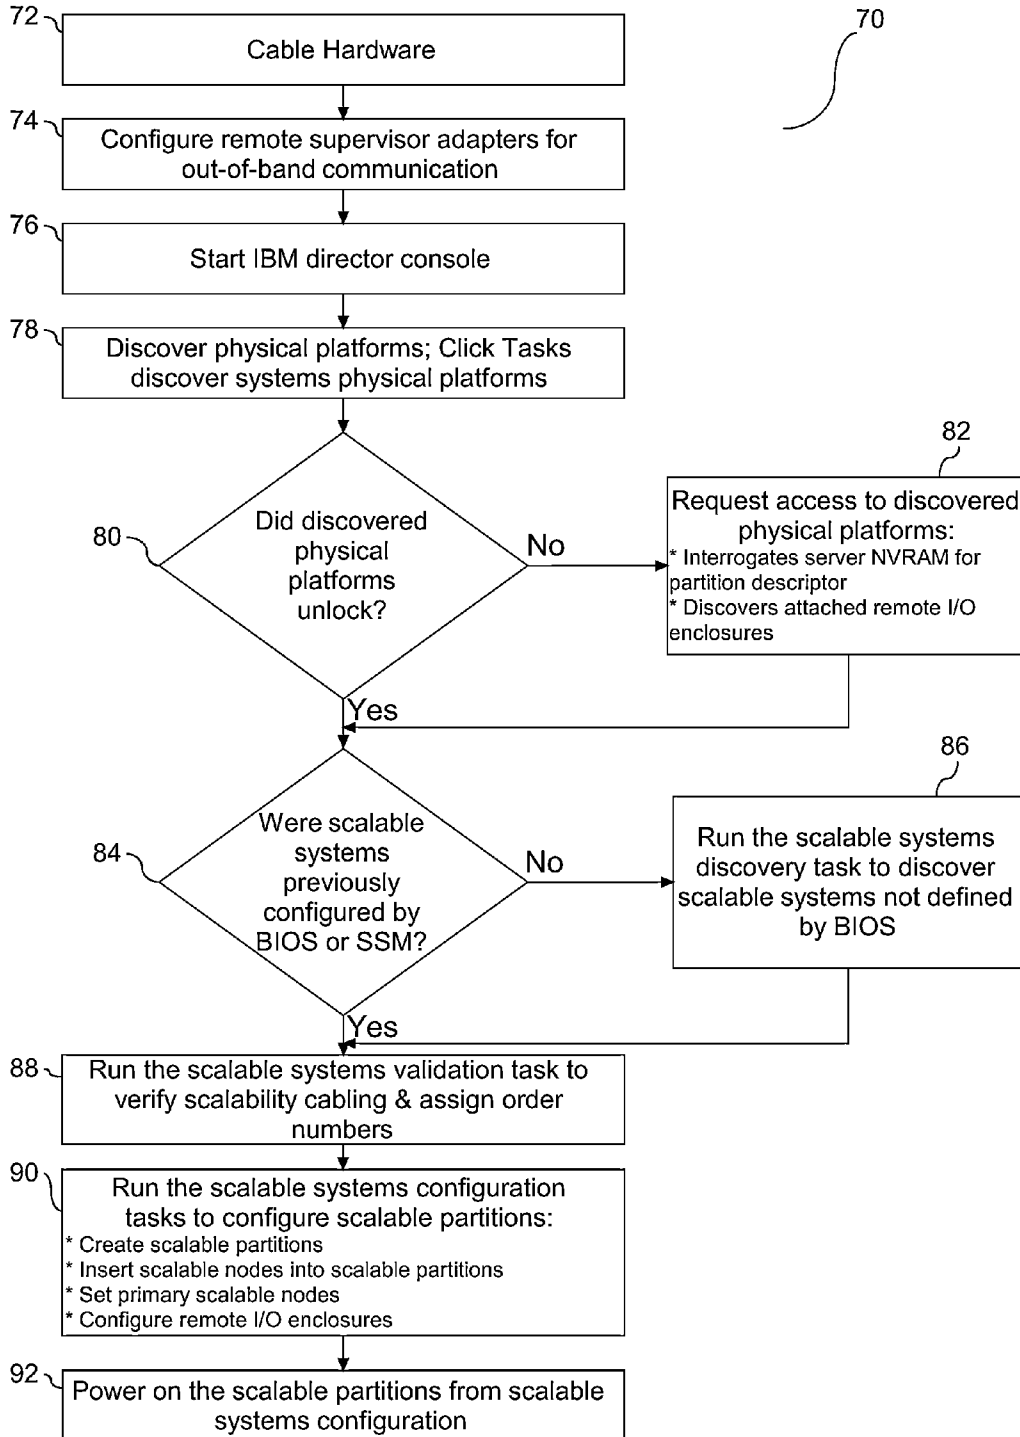 72
Cable Hardware
70
74
Configure remote supervisor adapters for
out-of-band communication
76
Start IBM director console
78
Discover physical platforms; Click Tasks
discover systems physical platforms
80
Did discovered
physical
platforms
unlock?
No
82
Request access to discovered
physical platforms:
* Interrogates server NVRAM for
partition descriptor
* Discovers attached remote I/O
enclosures
Yes
84
Were scalable
systems
previously
configured by
BIOS or SSM?
No
86
Run the scalable systems
discovery task to discover
scalable systems not defined
by BIOS
Yes
88
Run the scalable systems validation task to
verify scalability cabling & assign order
numbers
90
Run the scalable systems configuration
tasks to configure scalable partitions:
* Create scalable partitions
* Insert scalable nodes into scalable partitions
* Set primary scalable nodes
* Configure remote I/O enclosures
92
Power on the scalable partitions from scalable
systems configuration